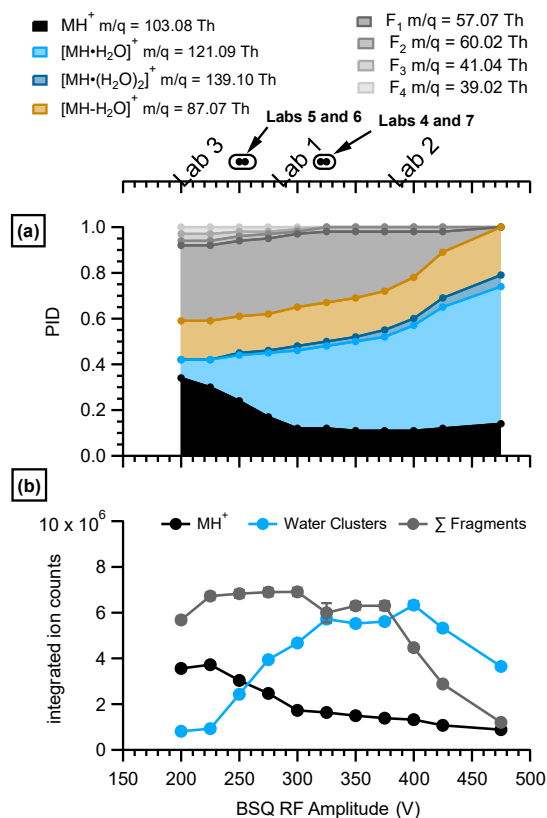 MH+ m/q = 103.08 Th
[MH•H2O]+ m/q = 121.09 Th
[MH•(H2O)2]+ m/q = 139.10 Th
[MH-H2O]+ m/q = 87.07 Th
F1 m/q = 57.07 Th
F2 m/q = 60.02 Th
F3 m/q = 41.04 Th
F4 m/q = 39.02 Th
Labs 5 and 6
Labs 4 and 7
Lab 3
Lab 1
Lab 2
(a)
1.0
0.8
0.6
0.4
0.2
0.0
PID
(b)
10 x 10^6
8
6
4
2
0
integrated ion counts
MH+
Water Clusters
∑ Fragments
150 200 250 300 350 400 450 500
BSQ RF Amplitude (V)